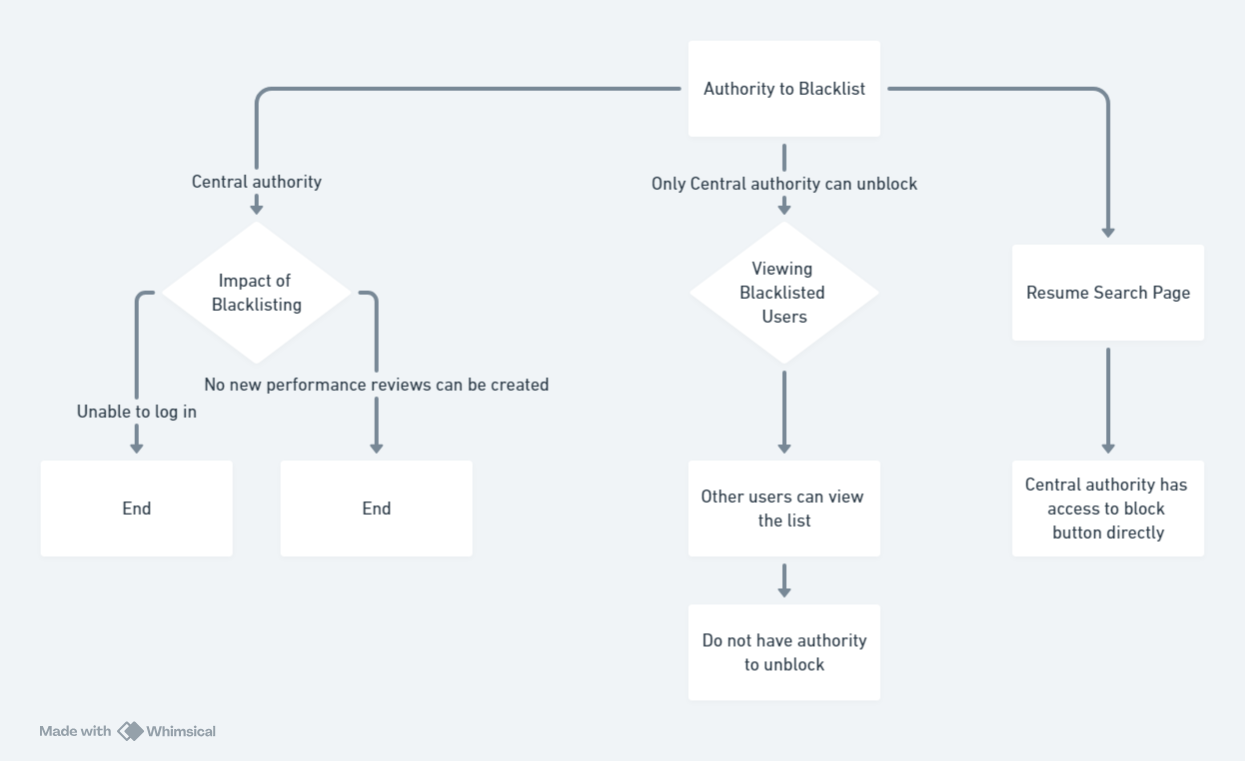 Authority to Blacklist
Central authority
Only Central authority can unblock
Impact of
Blacklisting
Viewing
Blacklisted
Users
Resume Search Page
No new performance reviews can be created
Unable to log in
End
End
Other users can view
the list
Central authority has
access to block
button directly
Do not have authority
to unblock
Made with Whimsical